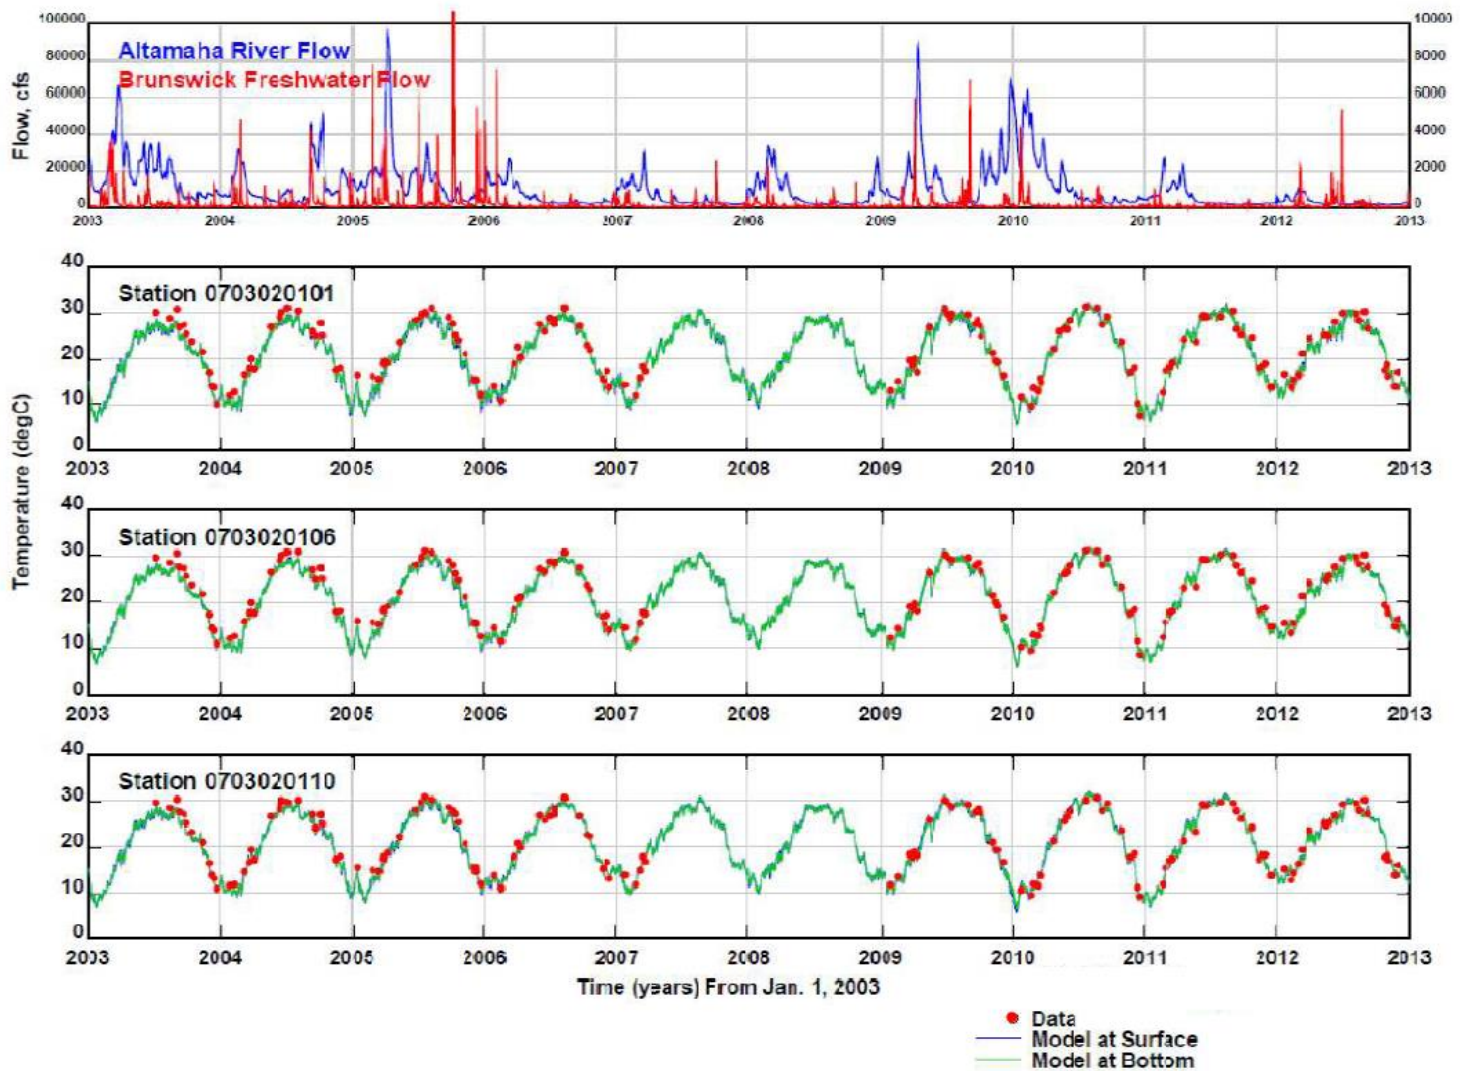 100000
80000
60000
40000
20000
0
Flow, cfs
Altamaha River Flow
Brunswick Freshwater Flow
10000
8000
6000
4000
2000
0
2003 2004 2005 2006 2007 2008 2009 2010 2011 2012 2013
Temperature (degC)
40
30
20
10
0
Station 0703020101
2003 2004 2005 2006 2007 2008 2009 2010 2011 2012 2013
40
30
20
10
0
Station 0703020106
2003 2004 2005 2006 2007 2008 2009 2010 2011 2012 2013
40
30
20
10
0
Station 0703020110
2003 2004 2005 2006 2007 2008 2009 2010 2011 2012 2013
Time (years) From Jan. 1, 2003
Data
Model at Surface
Model at Bottom